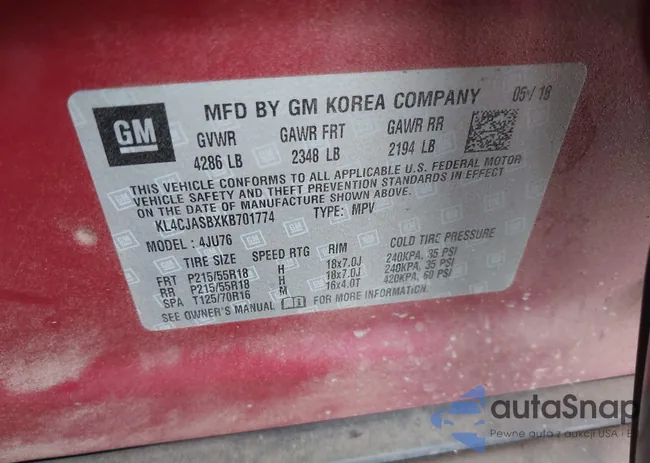 GM MFD BY GM KOREA COMPANY 05/18
GVWR GAWR FRT GAWR RR
4286 LB 2348 LB 2194 LB
THIS VEHICLE CONFORMS TO ALL APPLICABLE U.S. FEDERAL MOTOR
VEHICLE SAFETY AND THEFT PREVENTION STANDARDS IN EFFECT
ON THE DATE OF MANUFACTURE SHOWN ABOVE.
KL4CJASBXKB701774 TYPE: MPV
MODEL: 4JU76
TIRE SIZE SPEED RTG RIM COLD TIRE PRESSURE
FRT P215/55R18 H 18x7.0J 240KPA, 35 PSI
RR P215/55R18 H 18x7.0J 240KPA, 35 PSI
SPA T125/70R16 M 16x4.0T 420KPA, 60 PSI
SEE OWNER'S MANUAL FOR MORE INFORMATION
autaSnap
Pewne auta z aukcji USA